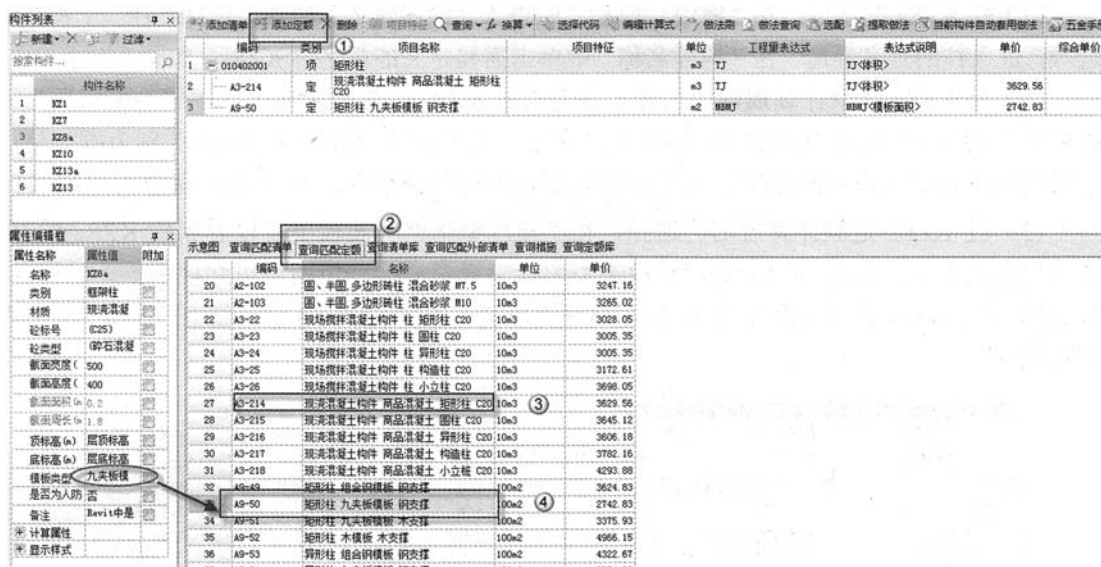 构件列表
新建 过滤
搜索构件...
构件名称
1 KZ1
2 KZ7
3 KZ8a
4 KZ10
5 KZ13a
6 KZ13
添加清单 添加定额 删除 项目特征 查询 换算 选择代码 编辑计算式 做法刷 做法查询 选配 提取做法 当前构件自动套用做法 五金手册
编码 类别 ① 项目名称 项目特征 单位 工程量表达式 表达式说明 单价 综合单价
1 010402001 项 矩形柱 m3 TJ TJ<体积>
2 A3-214 定 现浇混凝土构件 商品混凝土 矩形柱 C20 m3 TJ TJ<体积> 3629.56
3 A9-50 定 矩形柱 九夹板模板 钢支撑 m2 MBMJ MBMJ<模板面积> 2742.83
②
属性编辑框
属性名称 属性值 附加
名称 KZ8a
类别 框架柱
材质 现浇混凝
砼标号 (C25)
砼类型 (碎石混凝
截面宽度( 500
截面高度( 400
截面面积(m 0.2
截面周长(m 1.8
顶标高(m) 层顶标高
底标高(m) 层底标高
模板类型 九夹板模
是否为人防 否
备注 Revit中是
计算属性
显示样式
示意图 查询匹配清单 查询匹配定额 查询清单库 查询匹配外部清单 查询措施 查询定额库
编码 名称 单位 单价
20 A2-102 圆、半圆,多边形砖柱 混合砂浆 M7.5 10m3 3247.16
21 A2-103 圆、半圆,多边形砖柱 混合砂浆 M10 10m3 3265.02
22 A3-22 现场搅拌混凝土构件 柱 矩形柱 C20 10m3 3028.05
23 A3-23 现场搅拌混凝土构件 柱 圆柱 C20 10m3 3005.35
24 A3-24 现场搅拌混凝土构件 柱 异形柱 C20 10m3 3005.35
25 A3-25 现场搅拌混凝土构件 柱 构造柱 C20 10m3 3172.61
26 A3-26 现场搅拌混凝土构件 柱 小立柱 C20 10m3 3698.05
27 A3-214 现浇混凝土构件 商品混凝土 矩形柱 C20 10m3 ③ 3629.56
28 A3-215 现浇混凝土构件 商品混凝土 圆柱 C20 10m3 3645.12
29 A3-216 现浇混凝土构件 商品混凝土 异形柱 C20 10m3 3606.18
30 A3-217 现浇混凝土构件 商品混凝土 构造柱 C20 10m3 3782.16
31 A3-218 现浇混凝土构件 商品混凝土 小立桩 C20 10m3 4293.88
32 A9-49 矩形柱 组合钢模板 钢支撑 100m2 3624.83
A9-50 矩形柱 九夹板模板 钢支撑 100m2 ④ 2742.83
34 A9-51 矩形柱 九夹板模板 木支撑 100m2 3375.93
35 A9-52 矩形柱 木模板 木支撑 100m2 4966.15
36 A9-53 异形柱 组合钢模板 钢支撑 100m2 4322.67